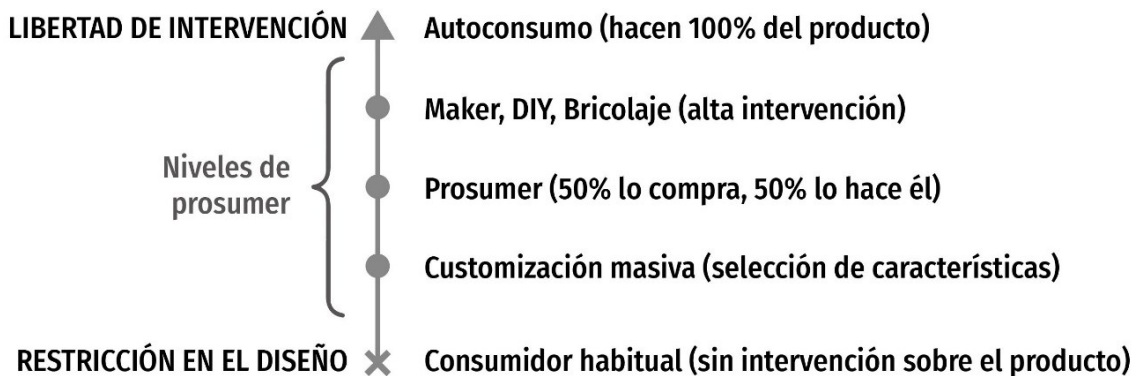 LIBERTAD DE INTERVENCIÓN
Autoconsumo (hacen 100% del producto)
Maker, DIY, Bricolaje (alta intervención)
Niveles de
prosumer
Prosumer (50% lo compra, 50% lo hace él)
Customización masiva (selección de características)
RESTRICCIÓN EN EL DISEÑO
Consumidor habitual (sin intervención sobre el producto)